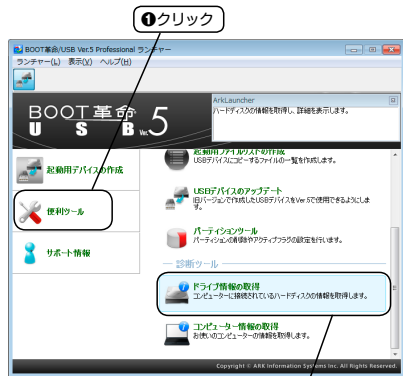 ❶クリック
BOOT革命/USB Ver.5 Professional ランチャー
ランチャー(L) 表示(V) ヘルプ(H)
BOOT革命
USB Ver.5
ArkLauncher
ハードディスクの情報を取得し、詳細を表示します。
起動用デバイスの作成
便利ツール
サポート情報
起動用ファイルリストの作成
USBデバイスにコピーするファイルの一覧を作成します。
USBデバイスのアップデート
旧バージョンで作成したUSBデバイスをVer.5で使用できるようにしま
す。
パーティションツール
パーティションの削除やアクティブフラグの設定を行います。
診断ツール
ドライブ情報の取得
コンピューターに接続されているハードディスクの情報を取得します。
コンピューター情報の取得
お使いのコンピューターの情報を取得します。
Copyright © ARK Information Systems Inc. All Rights Reserved.